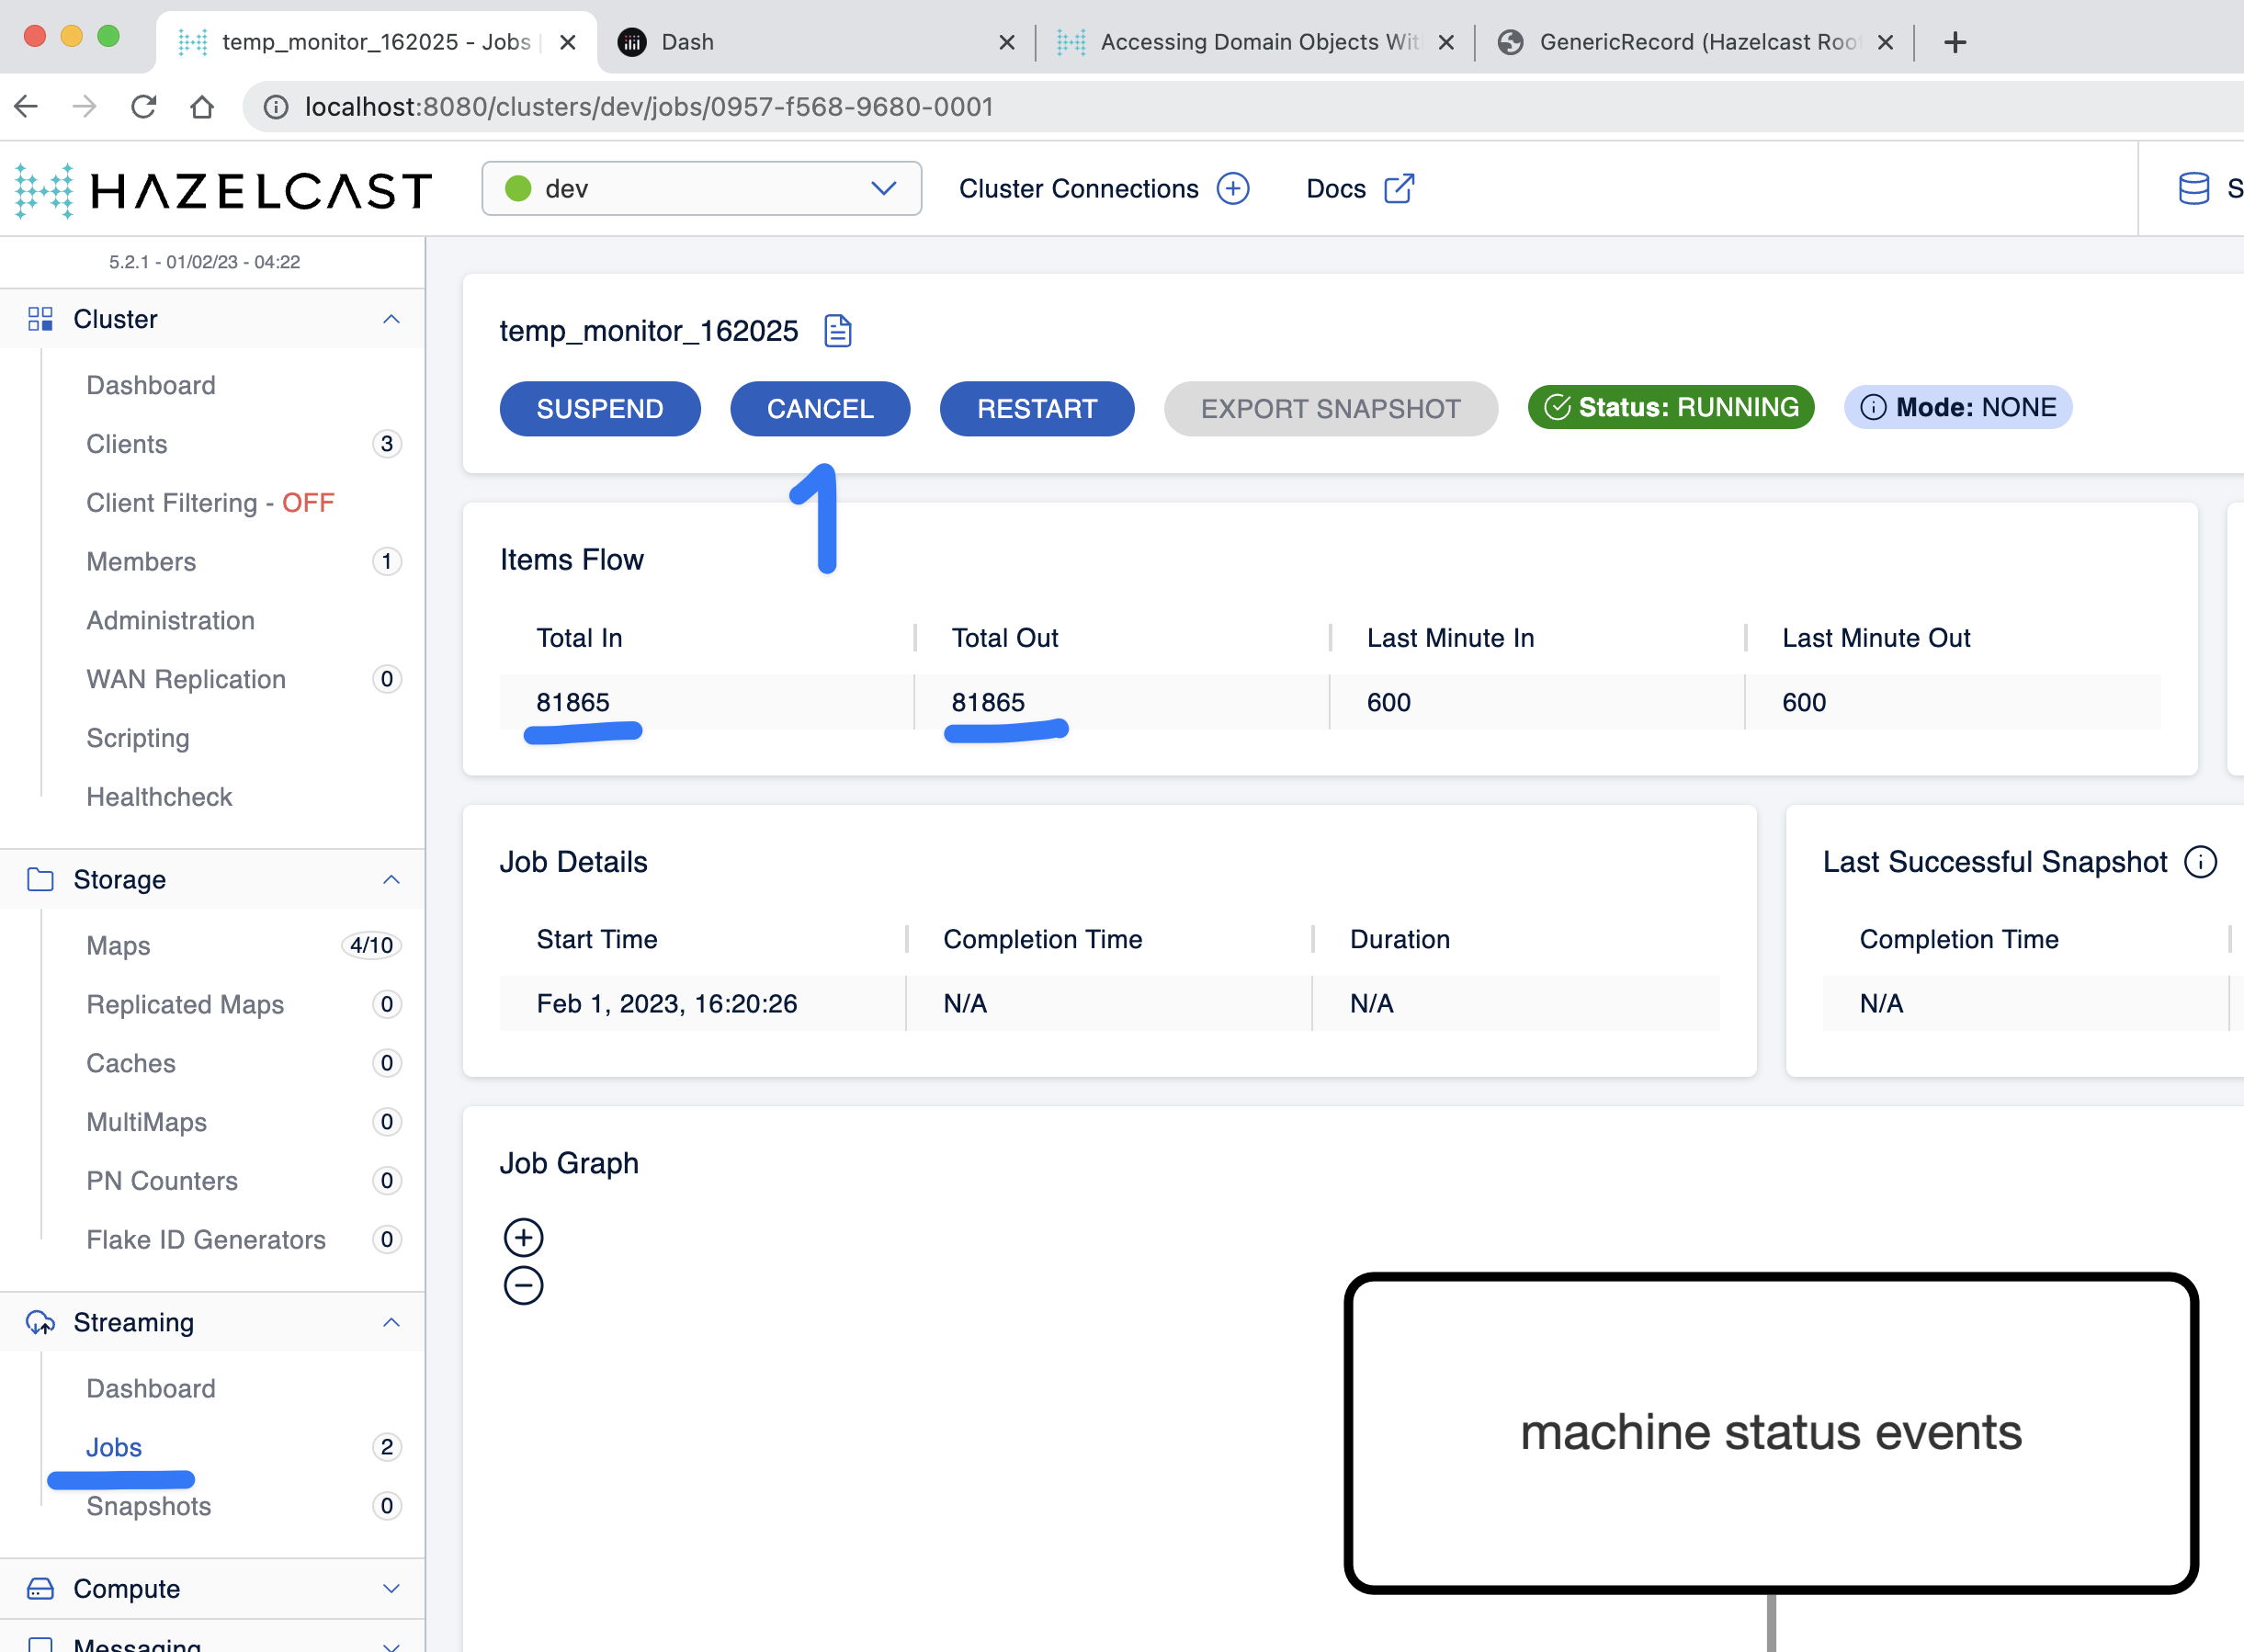 temp_monitor_162025 - Jobs
Dash
Accessing Domain Objects Wit
GenericRecord (Hazelcast Roo
localhost:8080/clusters/dev/jobs/0957-f568-9680-0001
HAZELCAST
dev
Cluster Connections
Docs
S
5.2.1 - 01/02/23 - 04:22
Cluster
Dashboard
Clients 3
Client Filtering - OFF
Members 1
Administration
WAN Replication 0
Scripting
Healthcheck
Storage
Maps 4/10
Replicated Maps 0
Caches 0
MultiMaps 0
PN Counters 0
Flake ID Generators 0
Streaming
Dashboard
Jobs 2
Snapshots 0
Compute
Messaging
temp_monitor_162025
SUSPEND CANCEL RESTART EXPORT SNAPSHOT Status: RUNNING Mode: NONE
1
Items Flow
Total In Total Out Last Minute In Last Minute Out
81865 81865 600 600
Job Details
Start Time Completion Time Duration
Feb 1, 2023, 16:20:26 N/A N/A
Last Successful Snapshot
Completion Time
N/A
Job Graph
machine status events